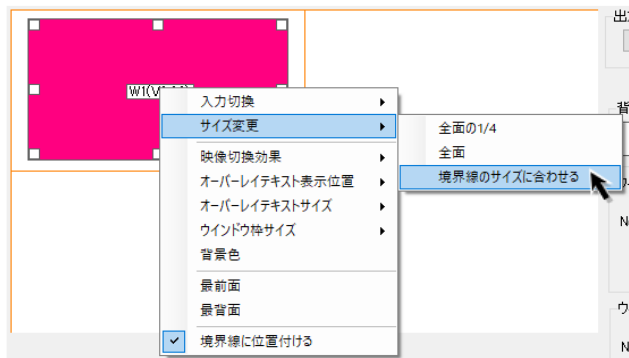 出
W1(V
入力切換
サイズ変更
全面の1/4
全面
境界線のサイズに合わせる
映像切換効果
オーバーレイテキスト表示位置
オーバーレイテキストサイズ
ウインドウ枠サイズ
背景色
最前面
最背面
境界線に位置付ける
背
N
ウ
N